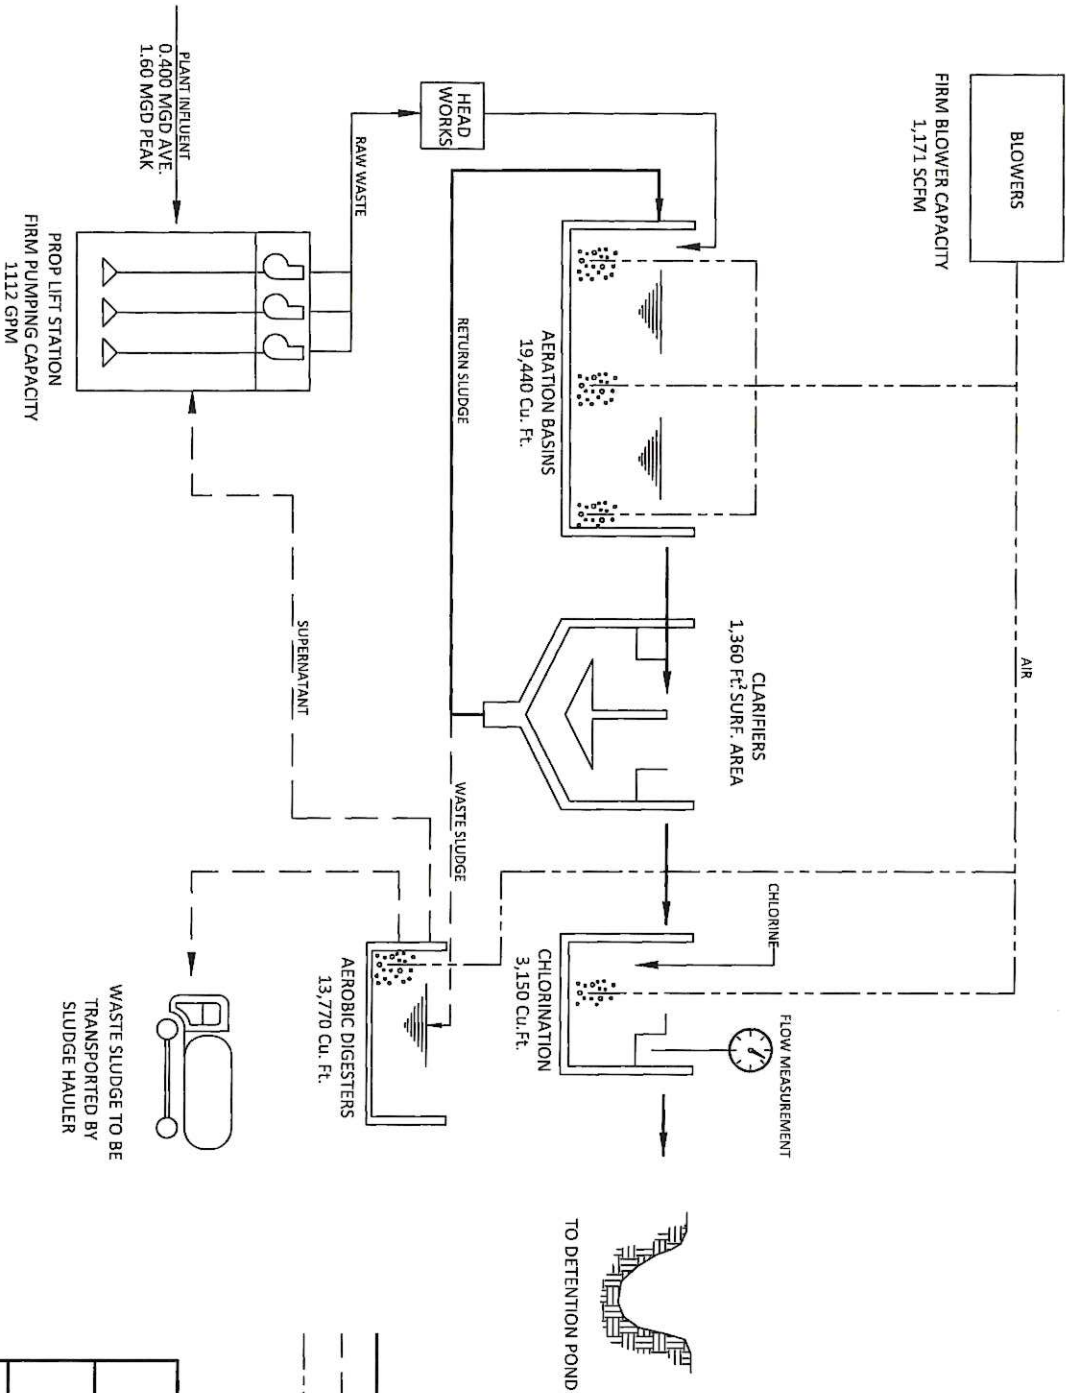 BLOWERS
FIRM BLOWER CAPACITY
1,171 SCFM
AIR
HEAD
WORKS
AERATION BASINS
19,440 Cu. Ft.
CLARIFIERS
1,360 Ft² SURF. AREA
CHLORINE
FLOW MEASUREMENT
CHLORINATION
3,150 Cu.Ft.
TO DETENTION POND
PLANT INFLUENT
0.400 MGD AVE.
1.60 MGD PEAK
RAW WASTE
RETURN SLUDGE
WASTE SLUDGE
PROP LIFT STATION
FIRM PUMPING CAPACITY
1112 GPM
SUPERNATANT
AEROBIC DIGESTERS
13,770 Cu. Ft.
WASTE SLUDGE TO BE
TRANSPORTED BY
SLUDGE HAULER